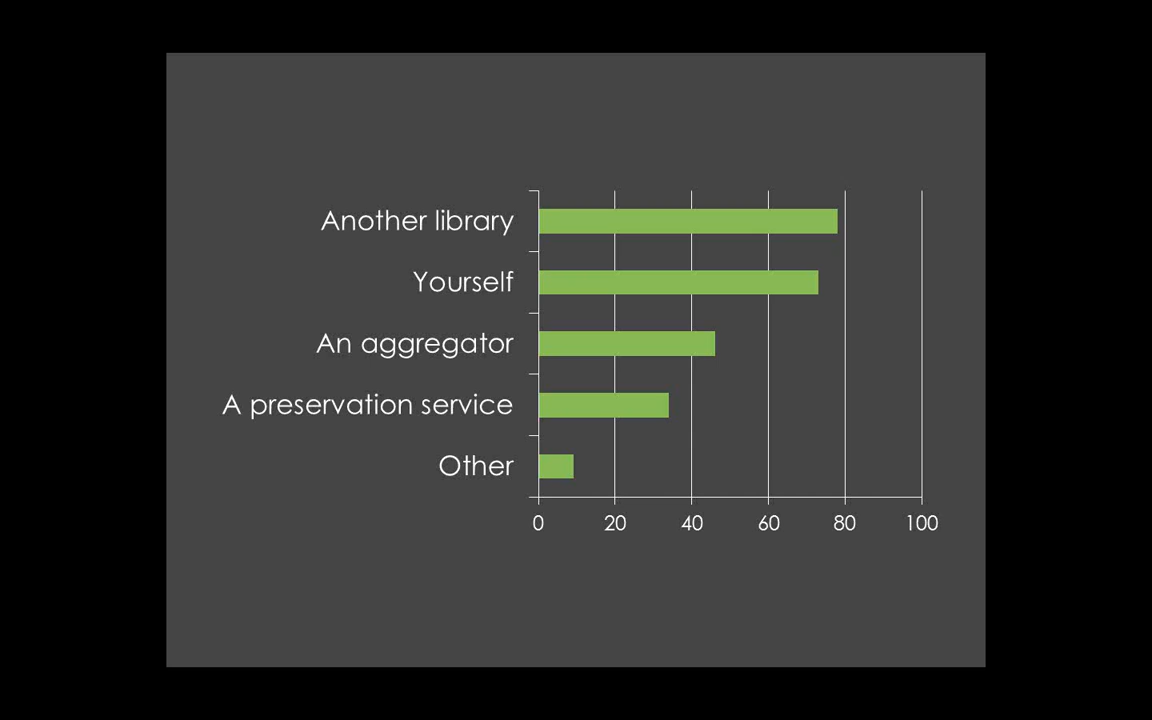 Another library
Yourself
An aggregator
A preservation service
Other
0 20 40 60 80 100